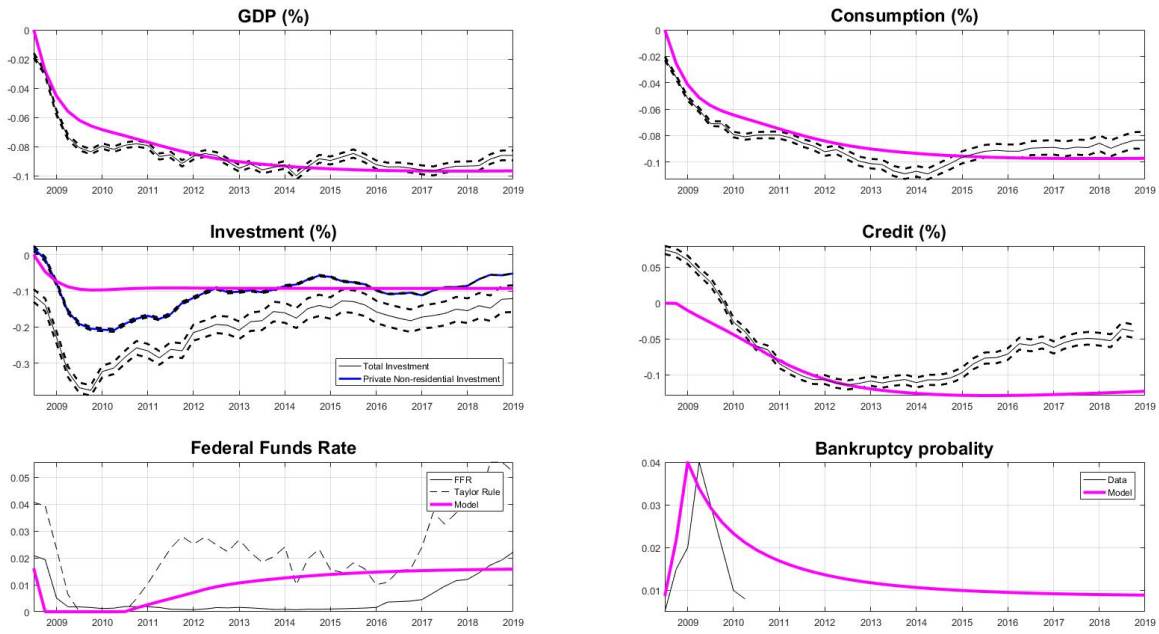 GDP (%)
0
-0.02
-0.04
-0.06
-0.08
-0.1
2009 2010 2011 2012 2013 2014 2015 2016 2017 2018 2019
Consumption (%)
0
-0.02
-0.04
-0.06
-0.08
-0.1
2009 2010 2011 2012 2013 2014 2015 2016 2017 2018 2019
Investment (%)
0
-0.1
-0.2
-0.3
Total Investment
Private Non-residential Investment
2009 2010 2011 2012 2013 2014 2015 2016 2017 2018 2019
Credit (%)
0.05
0
-0.05
-0.1
2009 2010 2011 2012 2013 2014 2015 2016 2017 2018 2019
Federal Funds Rate
0.05
0.04
0.03
0.02
0.01
0
FFR
Taylor Rule
Model
2009 2010 2011 2012 2013 2014 2015 2016 2017 2018 2019
Bankruptcy probality
0.04
0.03
0.02
0.01
Data
Model
2009 2010 2011 2012 2013 2014 2015 2016 2017 2018 2019